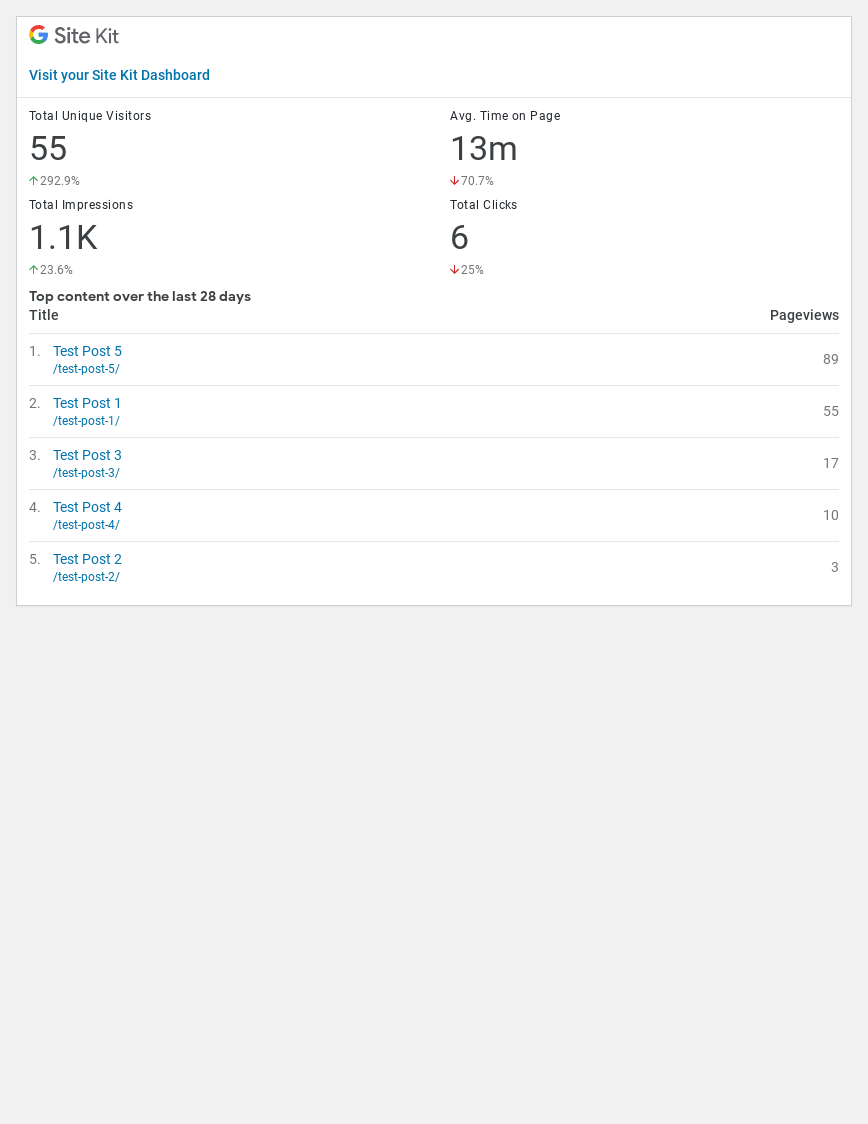 Site Kit
Visit your Site Kit Dashboard
Total Unique Visitors
55
292.9%
Avg. Time on Page
13m
70.7%
Total Impressions
1.1K
23.6%
Total Clicks
6
25%
Top content over the last 28 days
Title Pageviews
1. Test Post 5 89
/test-post-5/
2. Test Post 1 55
/test-post-1/
3. Test Post 3 17
/test-post-3/
4. Test Post 4 10
/test-post-4/
5. Test Post 2 3
/test-post-2/